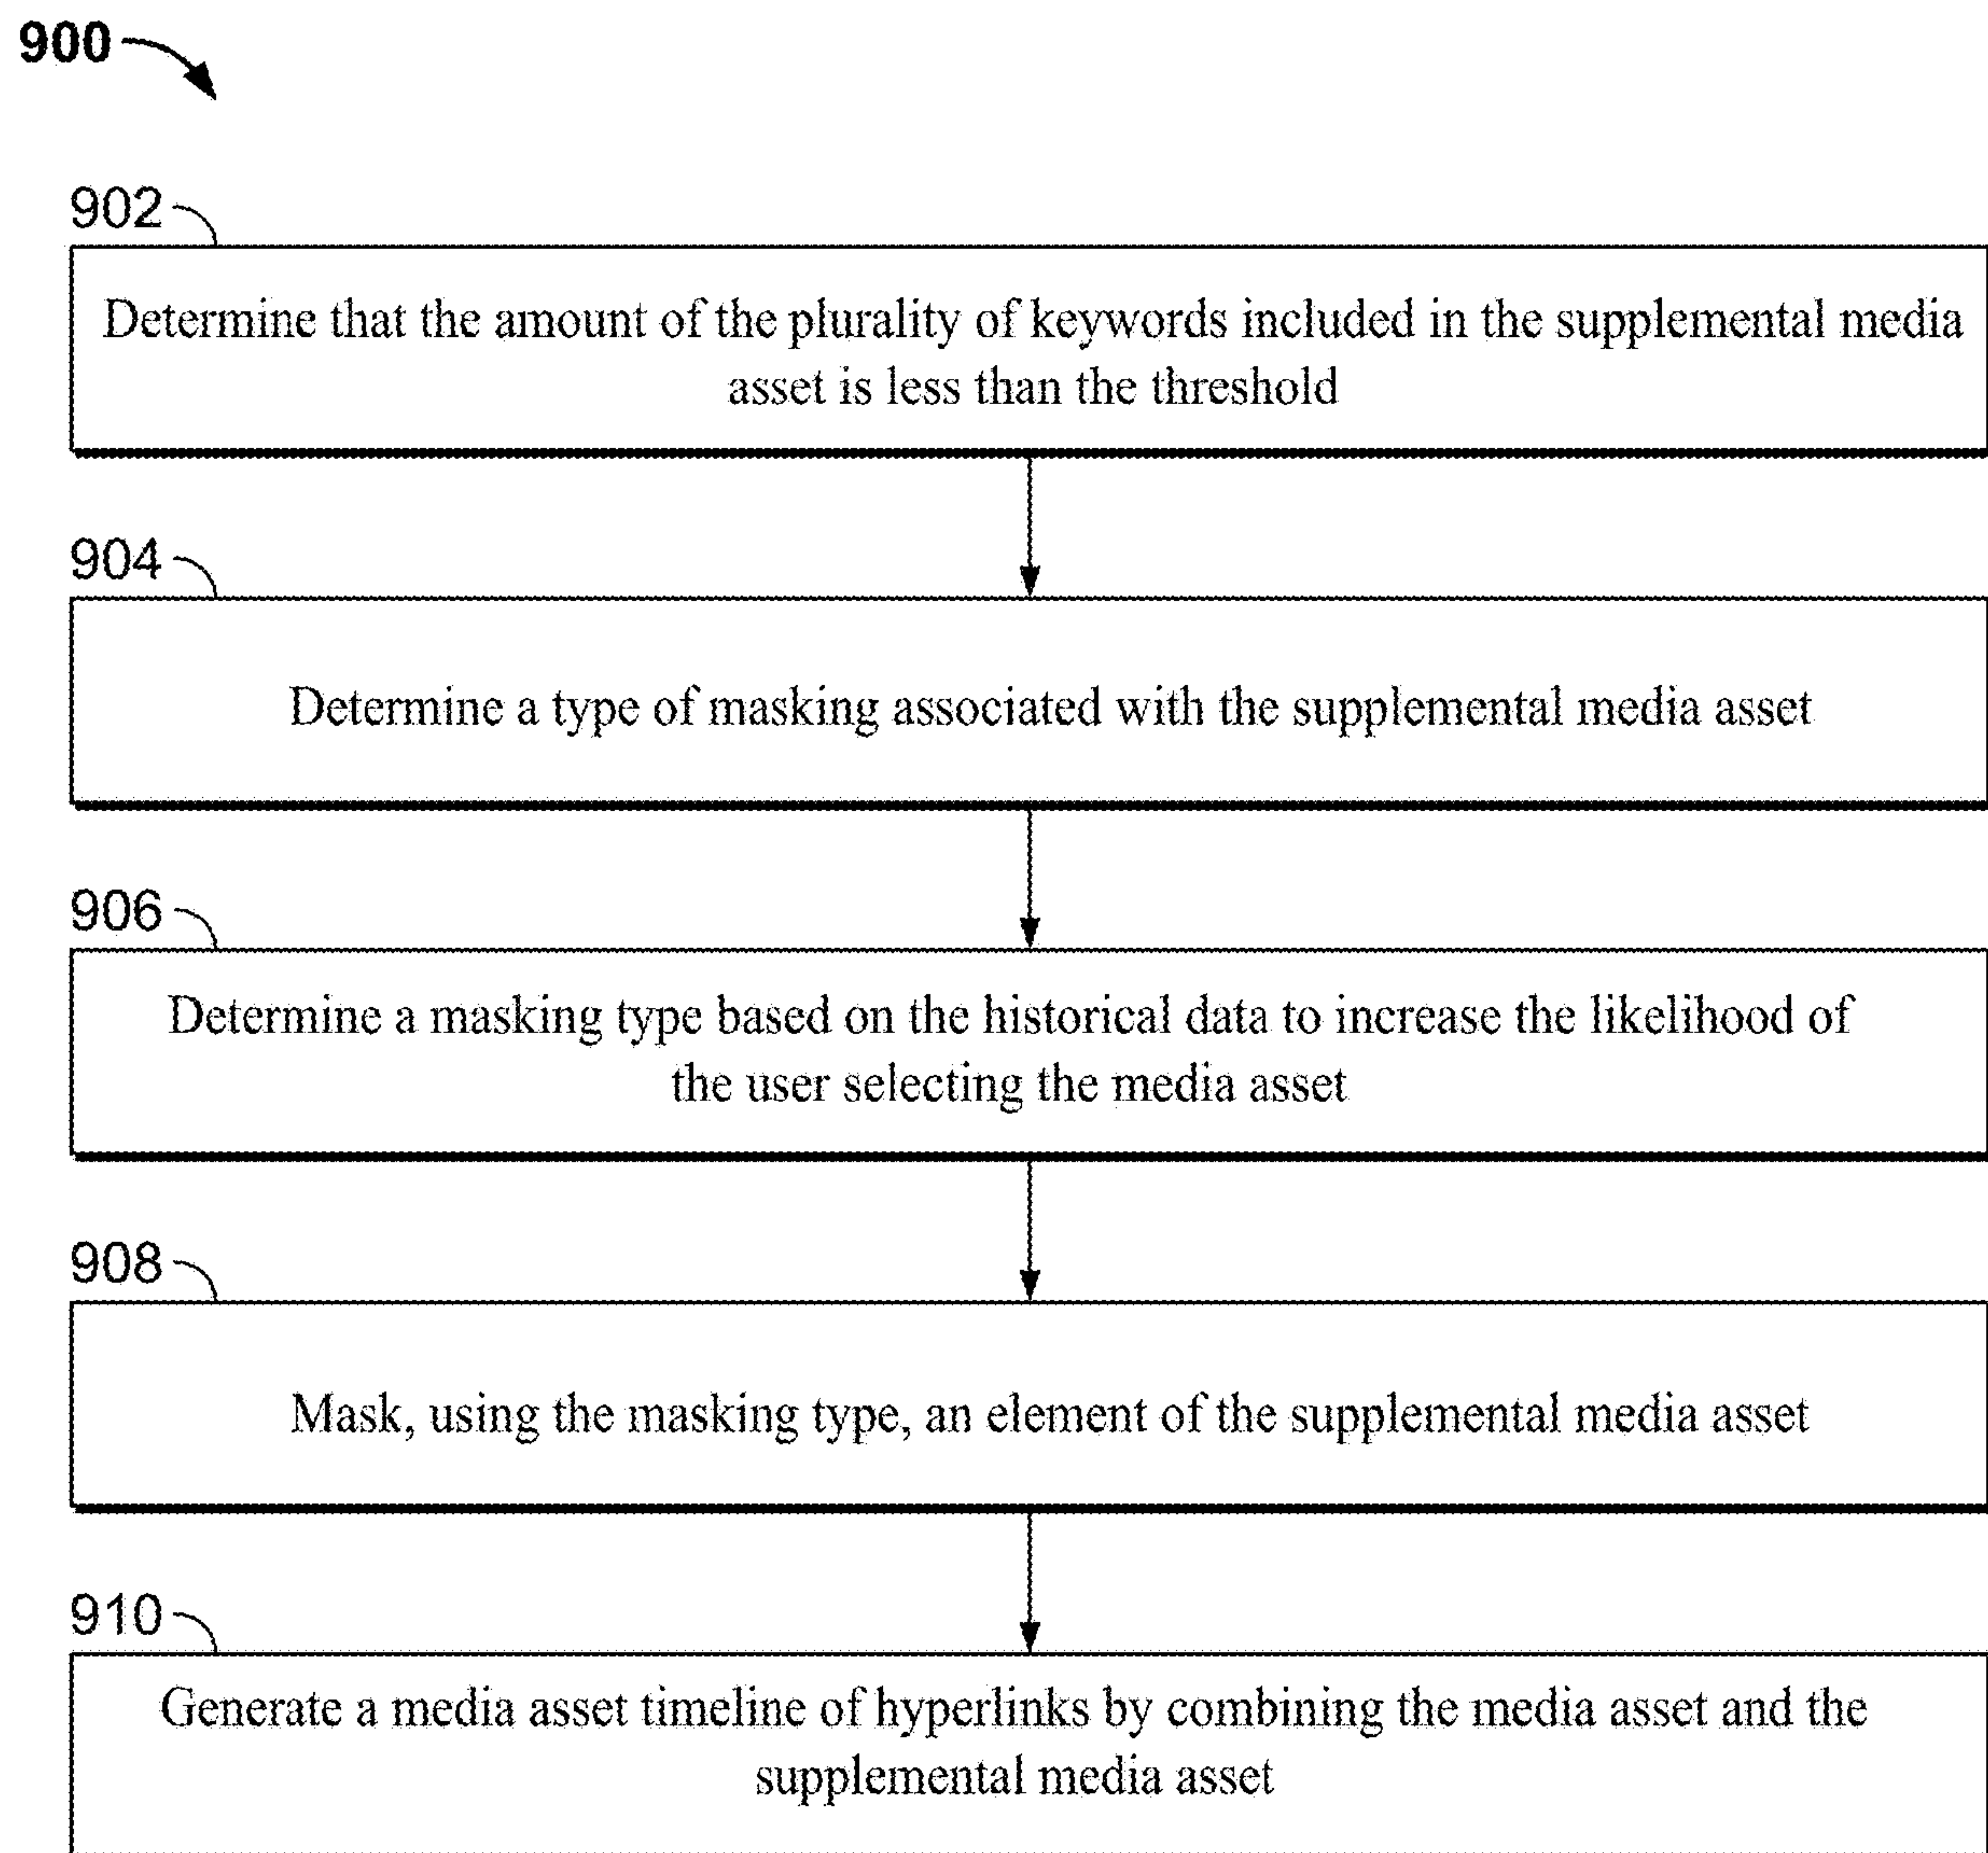 900
902
Determine that the amount of the plurality of keywords included in the supplemental media
asset is less than the threshold
904
Determine a type of masking associated with the supplemental media asset
906
Determine a masking type based on the historical data to increase the likelihood of
the user selecting the media asset
908
Mask, using the masking type, an element of the supplemental media asset
910
Generate a media asset timeline of hyperlinks by combining the media asset and the
supplemental media asset